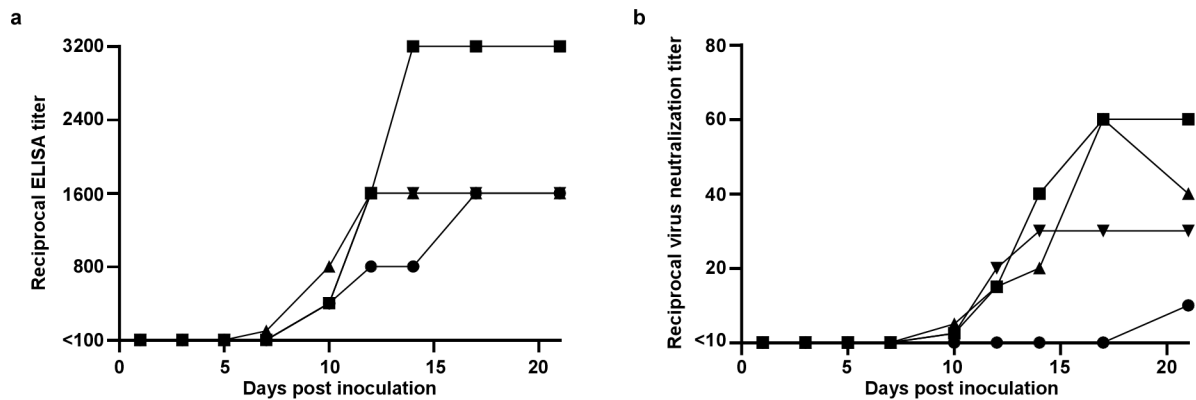 a
Reciprocal ELISA titer
3200
2400
1600
800
<100
0 5 10 15 20
Days post inoculation
b
Reciprocal virus neutralization titer
80
60
40
20
<10
0 5 10 15 20
Days post inoculation